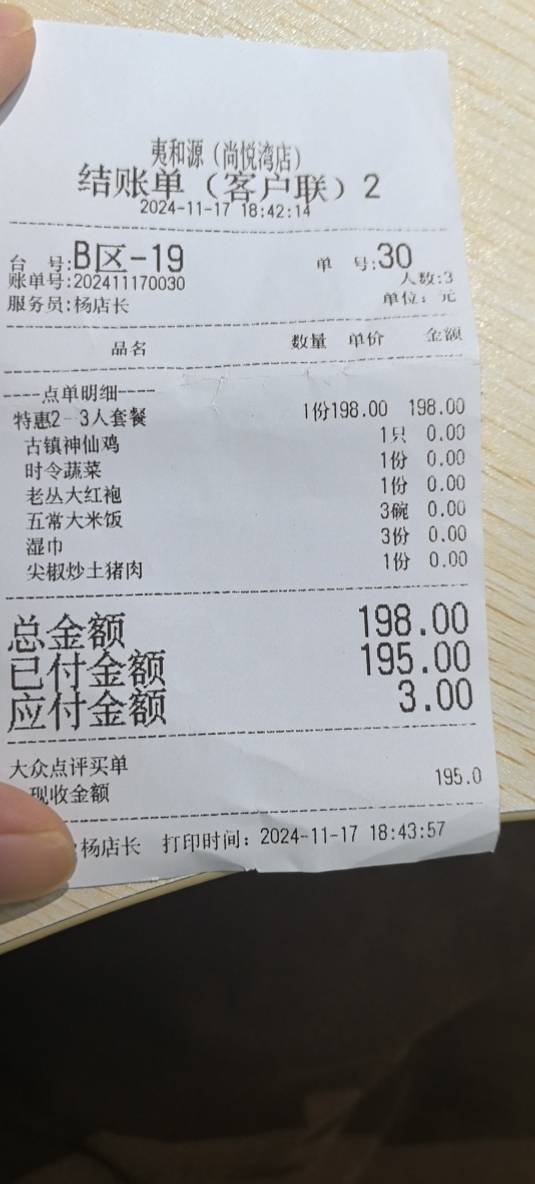 夷和源（尚悦湾店）
结账单（客户联）2
2024-11-17 18:42:14
台 号:B区-19 单 号:30
账单号:202411170030 人数:3
服务员:杨店长 单位：元
品名 数量 单价 金额
----点单明细----
特惠2-3人套餐 1份198.00 198.00
古镇神仙鸡 1只 0.00
时令蔬菜 1份 0.00
老丛大红袍 1份 0.00
五常大米饭 3碗 0.00
湿巾 3份 0.00
尖椒炒土猪肉 1份 0.00
总金额 198.00
已付金额 195.00
应付金额 3.00
大众点评买单 195.0
现收金额
:杨店长 打印时间：2024-11-17 18:43:57